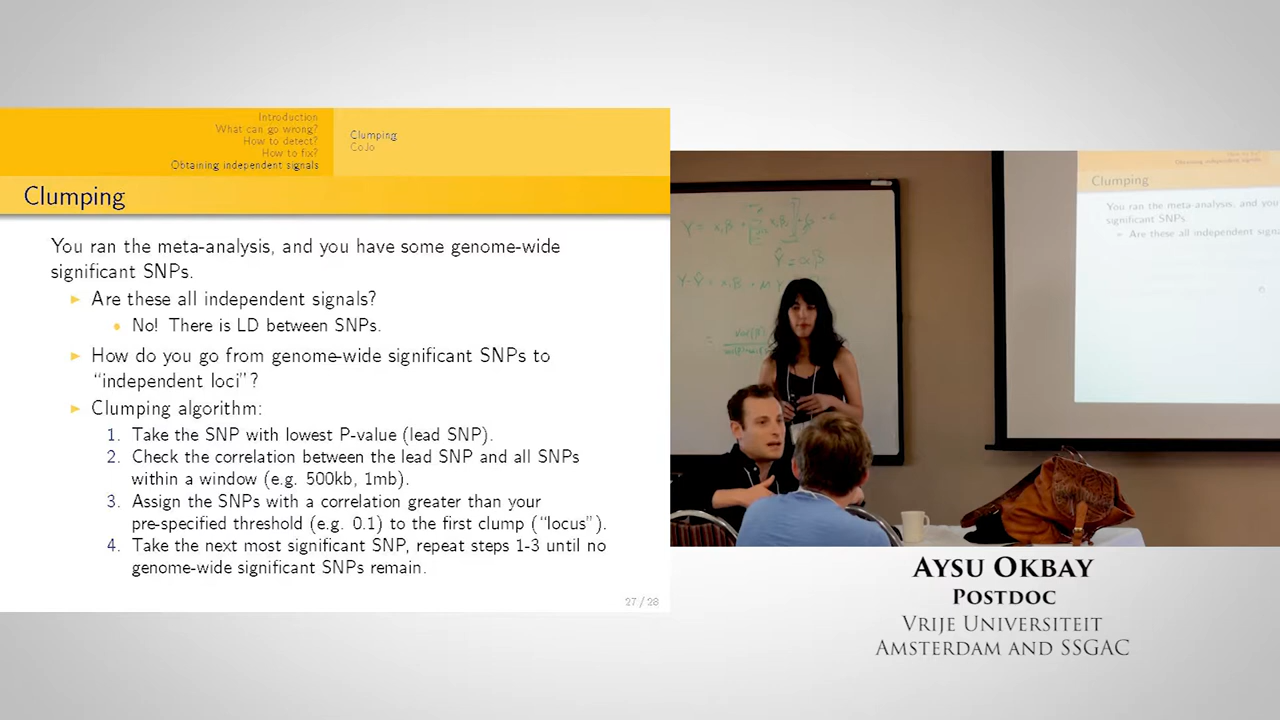 Introduction
What can go wrong?
How to detect?
How to fix?
Obtaining independent signals
Clumping
CoJo
Clumping
You ran the meta-analysis, and you have some genome-wide
significant SNPs.
Are these all independent signals?
No! There is LD between SNPs.
How do you go from genome-wide significant SNPs to
“independent loci”?
Clumping algorithm:
1. Take the SNP with lowest P-value (lead SNP).
2. Check the correlation between the lead SNP and all SNPs
within a window (e.g. 500kb, 1mb).
3. Assign the SNPs with a correlation greater than your
pre-specified threshold (e.g. 0.1) to the first clump (“locus”).
4. Take the next most significant SNP, repeat steps 1-3 until no
genome-wide significant SNPs remain.
27 / 28
Obtaining independent signals
Clumping
You ran the meta-analysis, and you
significant SNPs.
Are these all independent signa
Aysu Okbay
Postdoc
Vrije Universiteit
Amsterdam and SSGAC